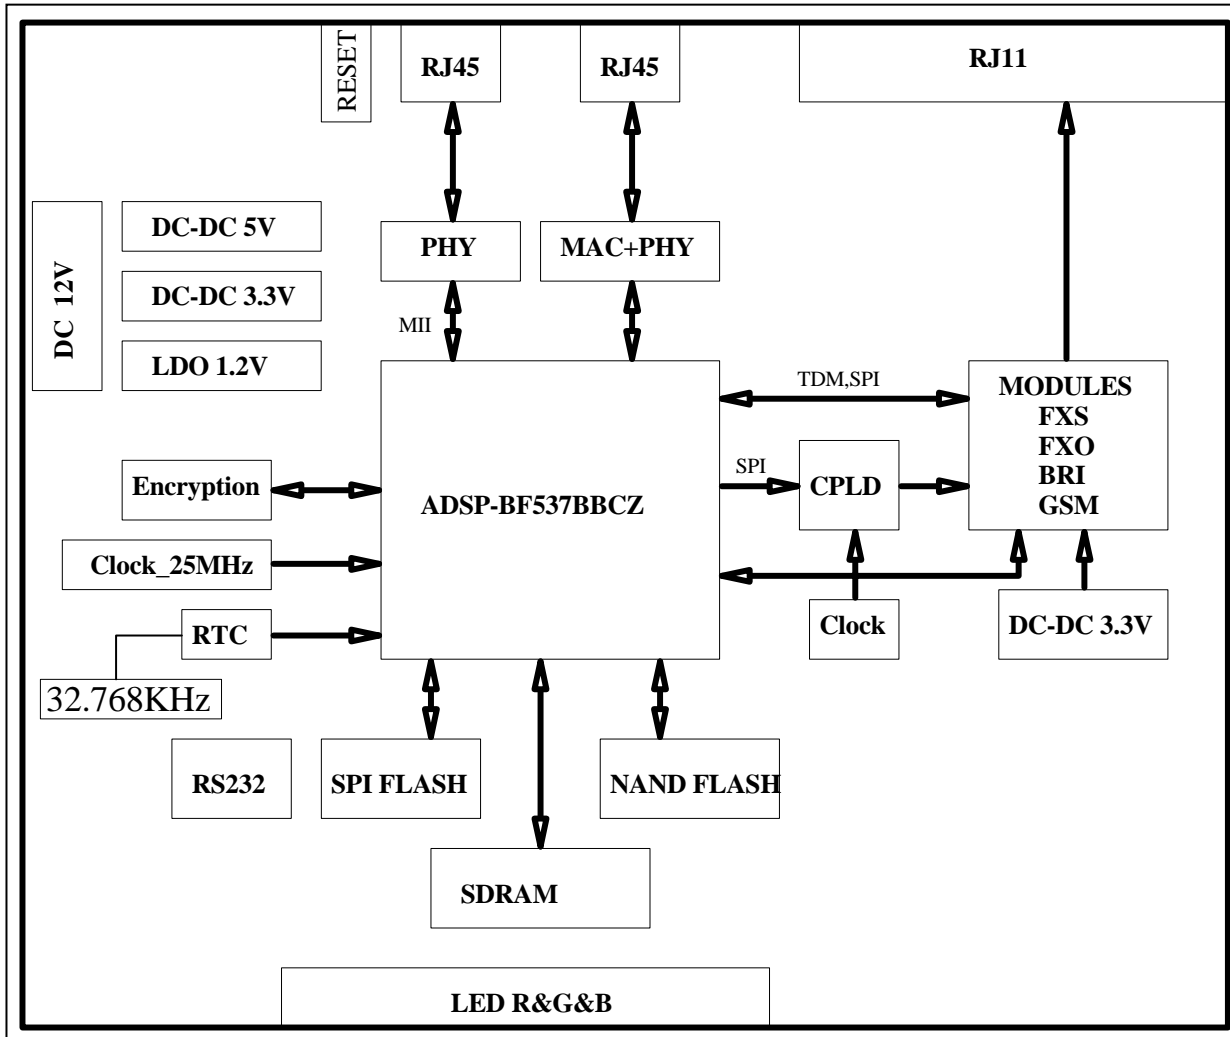 RESET
RJ45
RJ45
RJ11
DC 12V
DC-DC 5V
DC-DC 3.3V
LDO 1.2V
PHY
MAC+PHY
MII
TDM,SPI
MODULES
FXS
FXO
BRI
GSM
SPI
CPLD
Encryption
ADSP-BF537BBCZ
Clock_25MHz
RTC
Clock
DC-DC 3.3V
32.768KHz
RS232
SPI FLASH
NAND FLASH
SDRAM
LED R&G&B